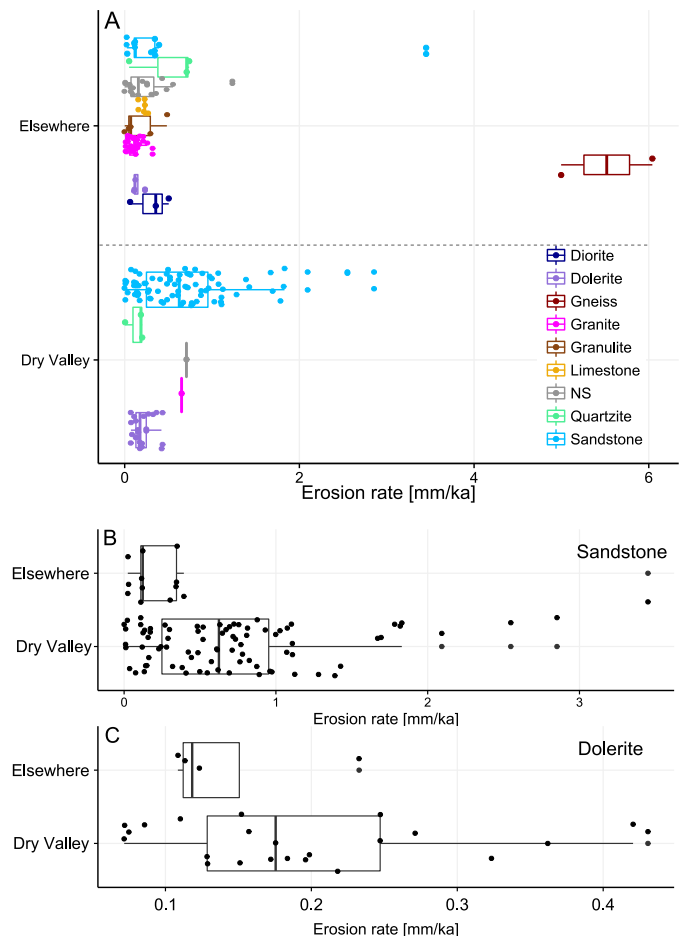 A
Elsewhere
Dry Valley
Diorite
Dolerite
Gneiss
Granite
Granulite
Limestone
NS
Quartzite
Sandstone
0 2 4 6
Erosion rate [mm/ka]
B
Sandstone
Elsewhere
Dry Valley
0 1 2 3
Erosion rate [mm/ka]
C
Dolerite
Elsewhere
Dry Valley
0.1 0.2 0.3 0.4
Erosion rate [mm/ka]